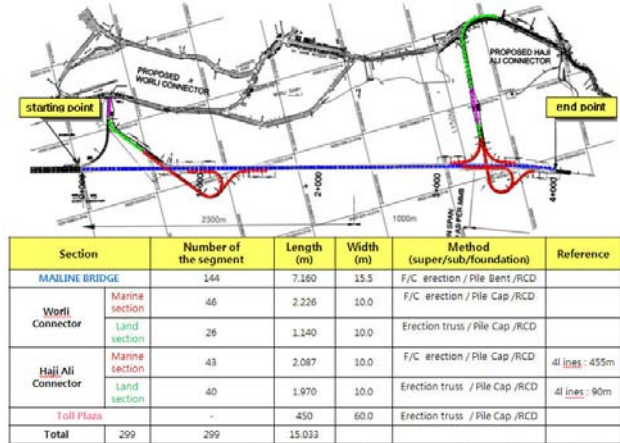 PROPOSED
WORLI CONNECTOR
PROPOSED HAJI
ALI CONNECTOR
starting point
end point
2+000
3+000
4+000
2300m
1000m
Section Number of the segment Length (m) Width (m) Method (super/sub/foundation) Reference
MAILINE BRIDGE 144 7.160 15.5 F/C erection / Pile Bent /RCD
Worli Connector Marine section 46 2.226 10.0 F/C erection / Pile Cap /RCD
Land section 26 1.140 10.0 Erection truss / Pile Cap /RCD
Haji Ali Connector Marine section 43 2.087 10.0 F/C erection / Pile Cap /RCD 4l ines : 455m
Land section 40 1.970 10.0 Erection truss / Pile Cap /RCD 4l ines : 90m
Toll Plaza - 450 60.0 Erection truss / Pile Cap /RCD
Total 299 299 15.033